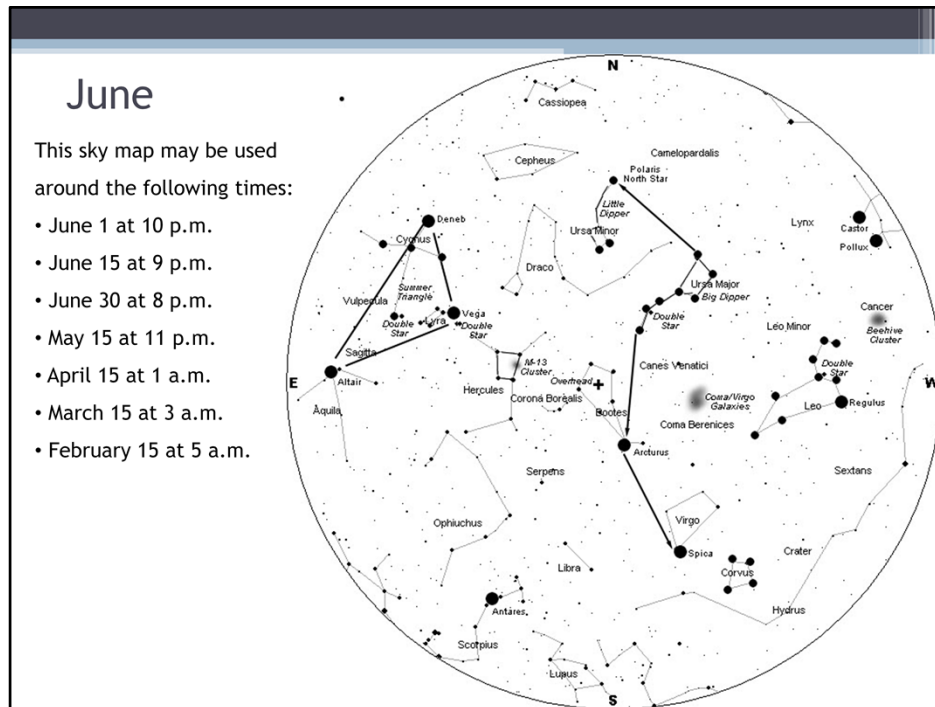 June
This sky map may be used
around the following times:
• June 1 at 10 p.m.
• June 15 at 9 p.m.
• June 30 at 8 p.m.
• May 15 at 11 p.m.
• April 15 at 1 a.m.
• March 15 at 3 a.m.
• February 15 at 5 a.m.
N
Cassiopea
Cepheus
Camelopardalis
Polaris
North Star
Little
Dipper
Ursa Minor
Lynx
Castor
Pollux
Deneb
Cygnus
Draco
Ursa Major
Big Dipper
Summer
Triangle
Vulpecula
Vega
Lyra
Double
Star
Double
Star
Double
Star
Cancer
Beehive
Cluster
Leo Minor
Double
Star
Sagitta
Altair
E
M-13
Cluster
Hercules
Overhead
Canes Venatici
W
Corona Borealis
Bootes
Coma/Virgo
Galaxies
Leo
Regulus
Aquila
Coma Berenices
Arcturus
Serpens
Sextans
Ophiuchus
Virgo
Spica
Crater
Libra
Corvus
Antares
Hydrus
Scorpius
Lupus
S